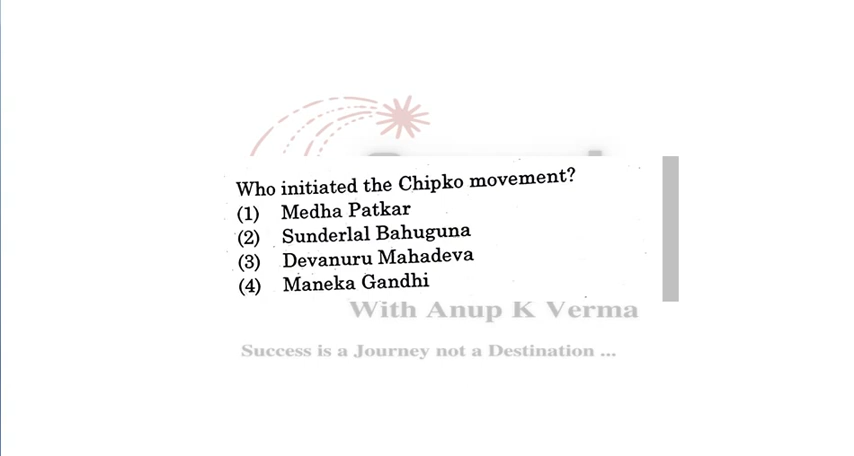 Who initiated the Chipko movement?
(1) Medha Patkar
(2) Sunderlal Bahuguna
(3) Devanuru Mahadeva
(4) Maneka Gandhi
With Anup K Verma
Success is a Journey not a Destination ...